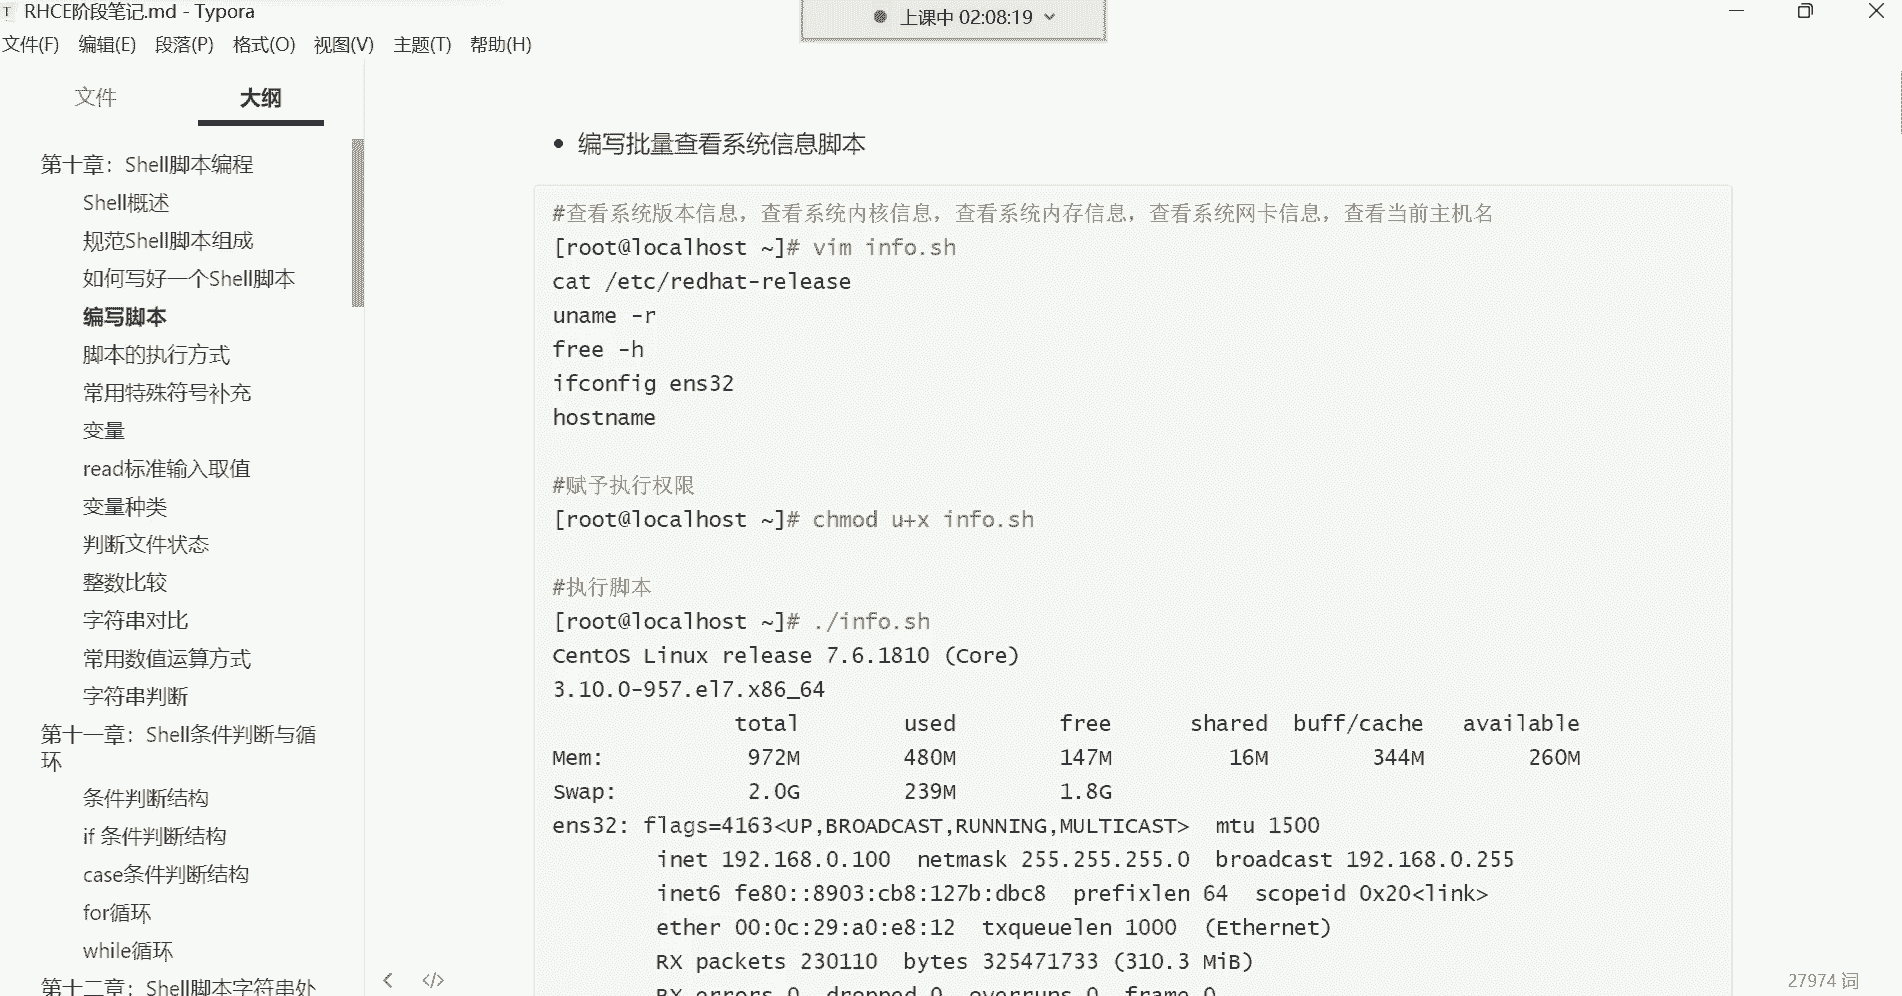 RHCE阶段笔记.md - Typora
上课中 02:08:19
文件(F) 编辑(E) 段落(P) 格式(O) 视图(V) 主题(T) 帮助(H)
文件 大纲
第十章：Shell脚本编程
Shell概述
规范Shell脚本组成
如何写好一个Shell脚本
编写脚本
脚本的执行方式
常用特殊符号补充
变量
read标准输入取值
变量种类
判断文件状态
整数比较
字符串对比
常用数值运算方式
字符串判断
第十一章：Shell条件判断与循
环
条件判断结构
if 条件判断结构
case条件判断结构
for循环
while循环
第十二章：Shell脚本字符串处
编写批量查看系统信息脚本
#查看系统版本信息，查看系统内核信息，查看系统内存信息，查看系统网卡信息，查看当前主机名
[root@localhost ~]# vim info.sh
cat /etc/redhat-release
uname -r
free -h
ifconfig ens32
hostname
#赋予执行权限
[root@localhost ~]# chmod u+x info.sh
#执行脚本
[root@localhost ~]# ./info.sh
CentOS Linux release 7.6.1810 (Core)
3.10.0-957.el7.x86_64
total used free shared buff/cache available
Mem: 972M 480M 147M 16M 344M 260M
Swap: 2.0G 239M 1.8G
ens32: flags=4163<UP,BROADCAST,RUNNING,MULTICAST> mtu 1500
inet 192.168.0.100 netmask 255.255.255.0 broadcast 192.168.0.255
inet6 fe80::8903:cb8:127b:dbc8 prefixlen 64 scopeid 0x20<link>
ether 00:0c:29:a0:e8:12 txqueuelen 1000 (Ethernet)
RX packets 230110 bytes 325471733 (310.3 MiB)
RX errors 0 dropped 0 overruns 0 frame 0
27974 词